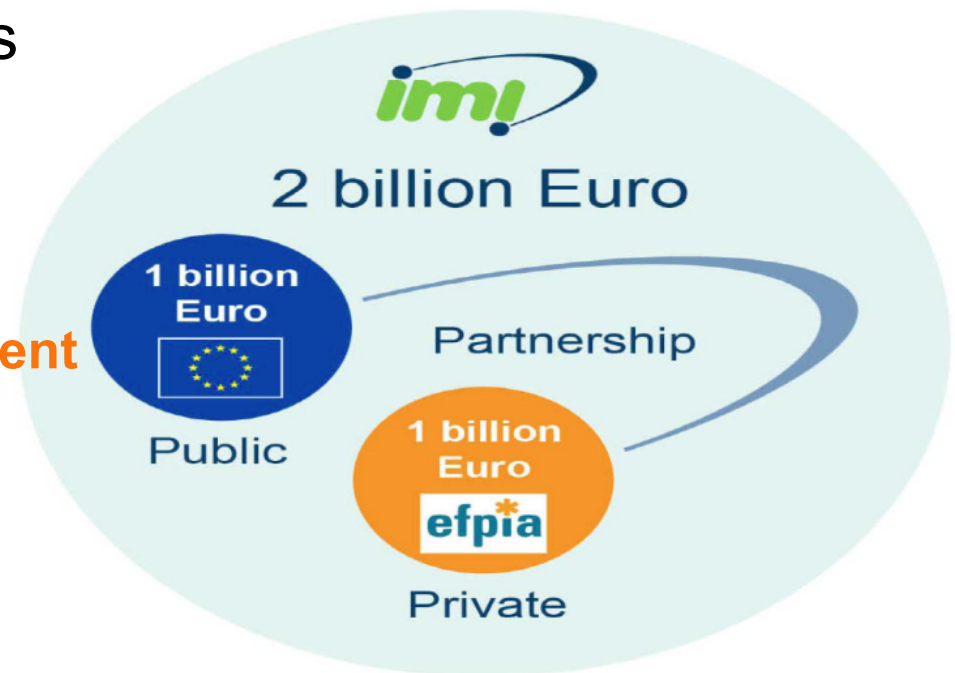 s
imi
2 billion Euro
1 billion
Euro
ent
Partnership
Public
1 billion
Euro
efpia
Private